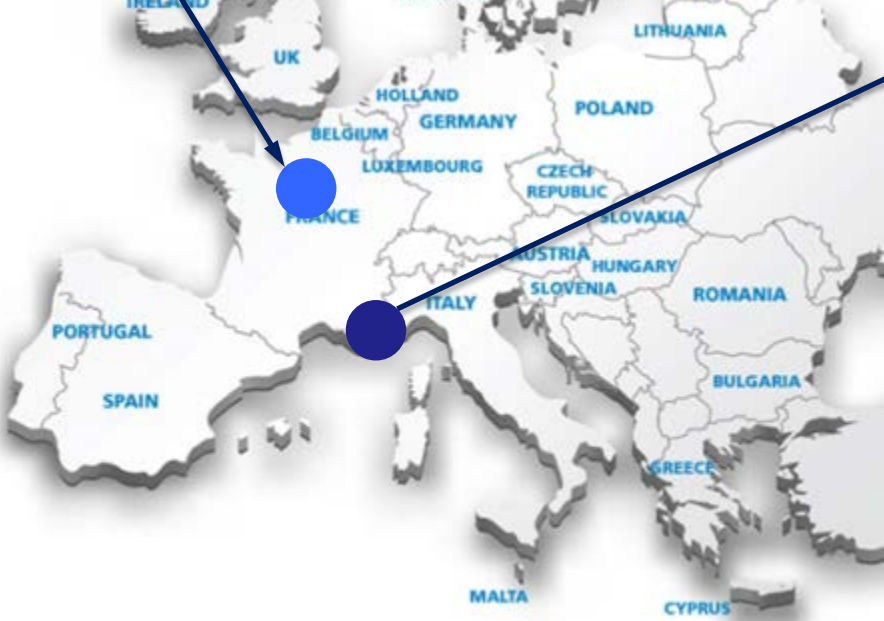 IRELAND
LITHUANIA
UK
HOLLAND
POLAND
GERMANY
BELGIUM
LUXEMBOURG
CZECH
REPUBLIC
FRANCE
SLOVAKIA
AUSTRIA
HUNGARY
SLOVENIA
ROMANIA
ITALY
PORTUGAL
BULGARIA
SPAIN
GREECE
MALTA
CYPRUS